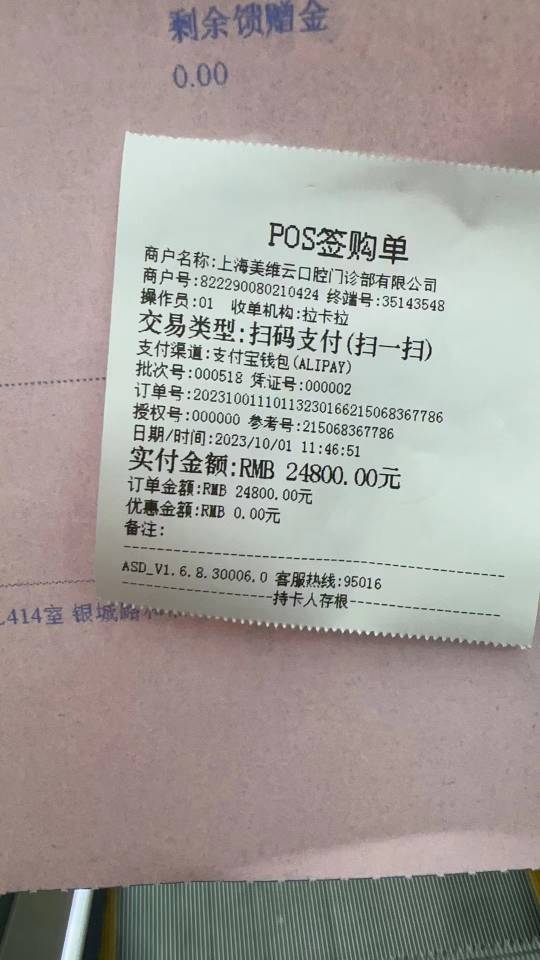 剩余馈赠金
0.00
POS签购单
商户名称:上海美维云口腔门诊部有限公司
商户号:822290080210424 终端号:35143548
操作员:01 收单机构:拉卡拉
交易类型:扫码支付(扫一扫)
支付渠道:支付宝钱包(ALIPAY)
批次号:000518 凭证号:000002
订单号:20231001110113230166215068367786
授权号:000000 参考号:215068367786
日期/时间:2023/10/01 11:46:51
实付金额:RMB 24800.00元
订单金额:RMB 24800.00元
优惠金额:RMB 0.00元
备注:
ASD_V1.6.8.30006.0 客服热线:95016
持卡人存根
414室 银城路